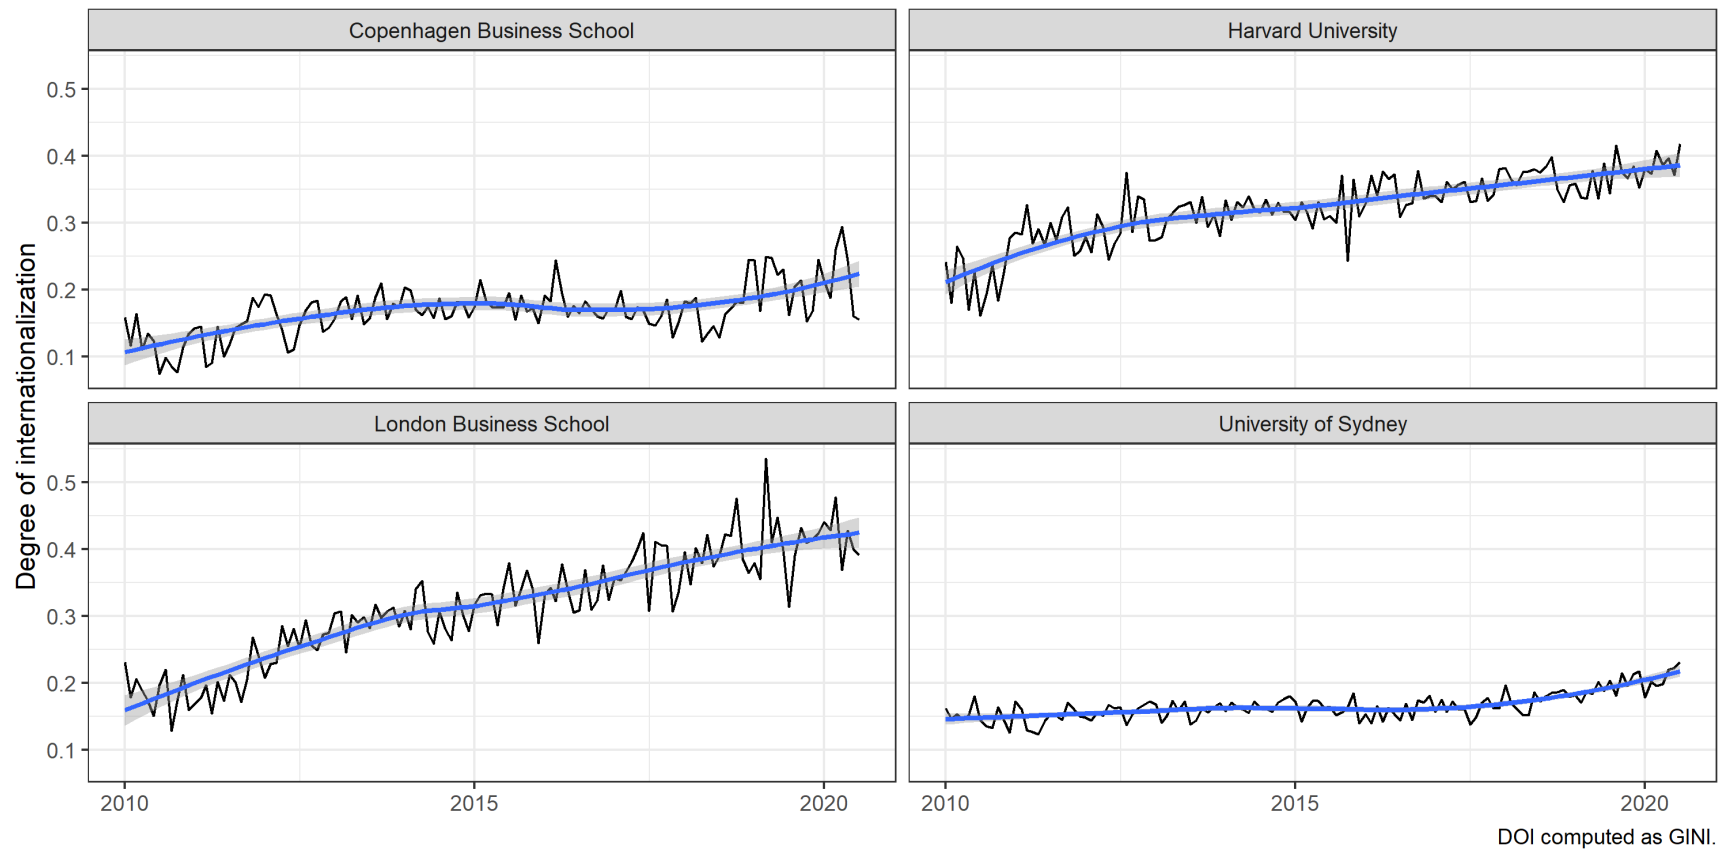 Copenhagen Business School
Harvard University
0.5
0.4
0.3
0.2
0.1
London Business School
University of Sydney
0.5
0.4
0.3
0.2
0.1
Degree of internationalization
2010 2015 2020 2010 2015 2020
DOI computed as GINI.